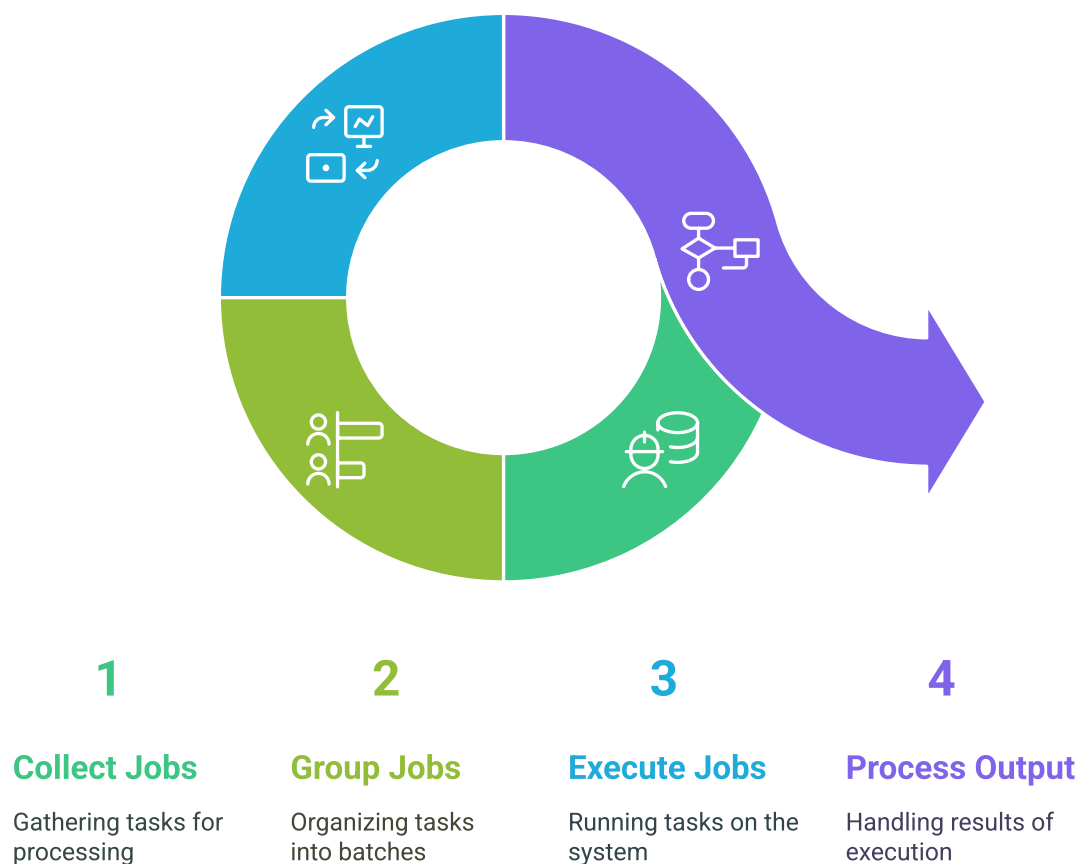 1
2
3
4
Collect Jobs
Group Jobs
Execute Jobs
Process Output
Gathering tasks for
processing
Organizing tasks
into batches
Running tasks on the
system
Handling results of
execution